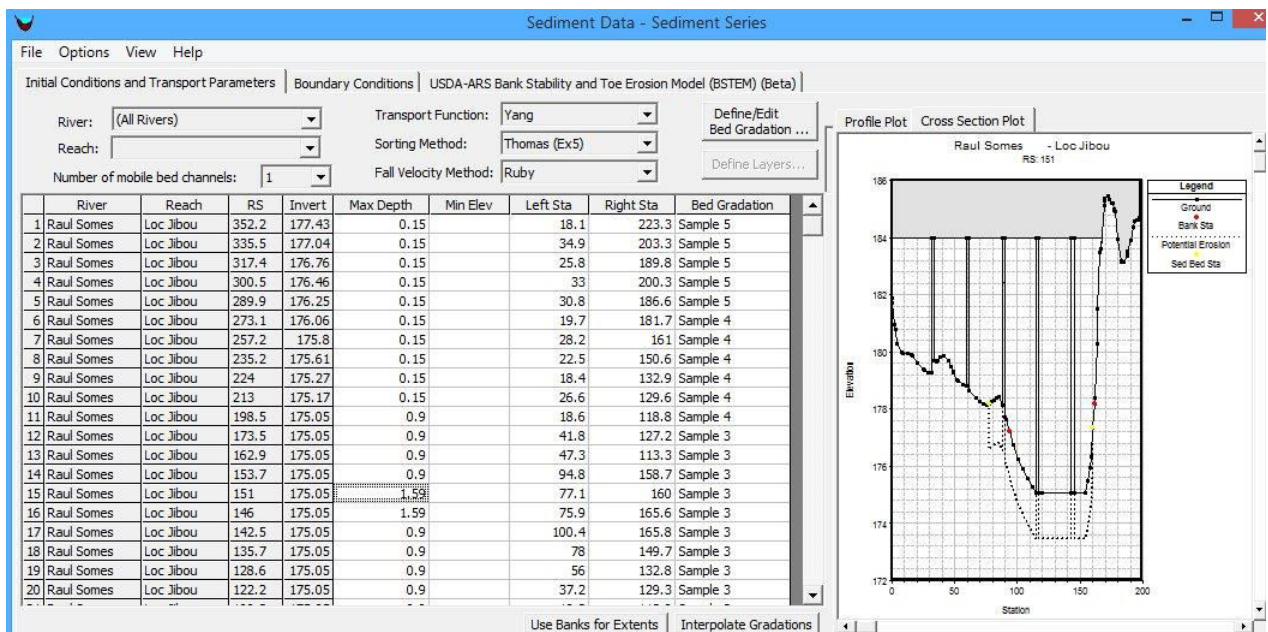 Sediment Data - Sediment Series
File Options View Help
Initial Conditions and Transport Parameters Boundary Conditions USDA-ARS Bank Stability and Toe Erosion Model (BSTEM) (Beta)
River: (All Rivers)
Reach:
Number of mobile bed channels: 1
Transport Function: Yang
Sorting Method: Thomas (Ex5)
Fall Velocity Method: Ruby
Define/Edit
Bed Gradation ...
Define Layers...
River Reach RS Invert Max Depth Min Elev Left Sta Right Sta Bed Gradation
1 Raul Somes Loc Jibou 352.2 177.43 0.15 18.1 223.3 Sample 5
2 Raul Somes Loc Jibou 335.5 177.04 0.15 34.9 203.3 Sample 5
3 Raul Somes Loc Jibou 317.4 176.76 0.15 25.8 189.8 Sample 5
4 Raul Somes Loc Jibou 300.5 176.46 0.15 33 200.3 Sample 5
5 Raul Somes Loc Jibou 289.9 176.25 0.15 30.8 186.6 Sample 5
6 Raul Somes Loc Jibou 273.1 176.06 0.15 19.7 181.7 Sample 4
7 Raul Somes Loc Jibou 257.2 175.8 0.15 28.2 161 Sample 4
8 Raul Somes Loc Jibou 235.2 175.61 0.15 22.5 150.6 Sample 4
9 Raul Somes Loc Jibou 224 175.27 0.15 18.4 132.9 Sample 4
10 Raul Somes Loc Jibou 213 175.17 0.15 26.6 129.6 Sample 4
11 Raul Somes Loc Jibou 198.5 175.05 0.9 18.6 118.8 Sample 4
12 Raul Somes Loc Jibou 173.5 175.05 0.9 41.8 127.2 Sample 3
13 Raul Somes Loc Jibou 162.9 175.05 0.9 47.3 113.3 Sample 3
14 Raul Somes Loc Jibou 153.7 175.05 0.9 94.8 158.7 Sample 3
15 Raul Somes Loc Jibou 151 175.05 1.59 77.1 160 Sample 3
16 Raul Somes Loc Jibou 146 175.05 1.59 75.9 165.6 Sample 3
17 Raul Somes Loc Jibou 142.5 175.05 0.9 100.4 165.8 Sample 3
18 Raul Somes Loc Jibou 135.7 175.05 0.9 78 149.7 Sample 3
19 Raul Somes Loc Jibou 128.6 175.05 0.9 56 132.8 Sample 3
20 Raul Somes Loc Jibou 122.2 175.05 0.9 37.2 129.3 Sample 3
Use Banks for Extents Interpolate Gradations
Profile Plot Cross Section Plot
Raul Somes - Loc Jibou
RS: 151
186
184
182
180
178
176
174
172
Elevation
0 50 100 150 200
Station
Legend
Ground
Bank Sta
Potential Erosion
Sed Bed Sta